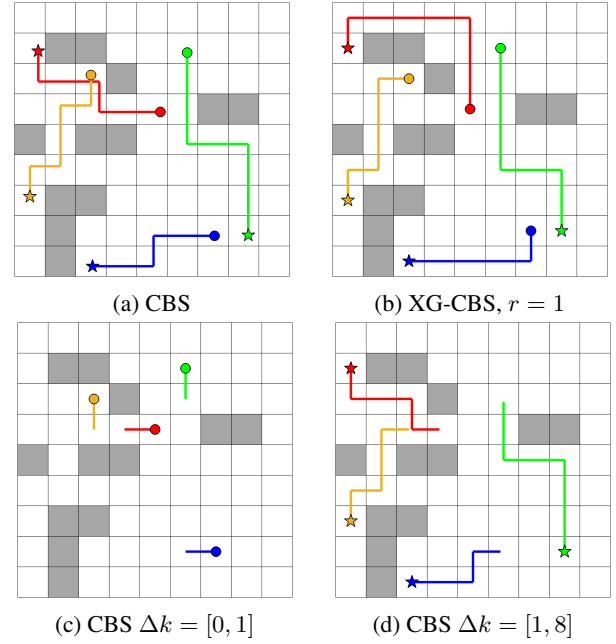 (a) CBS
(b) XG-CBS, r = 1
(c) CBS Δk = [0, 1]
(d) CBS Δk = [1, 8]